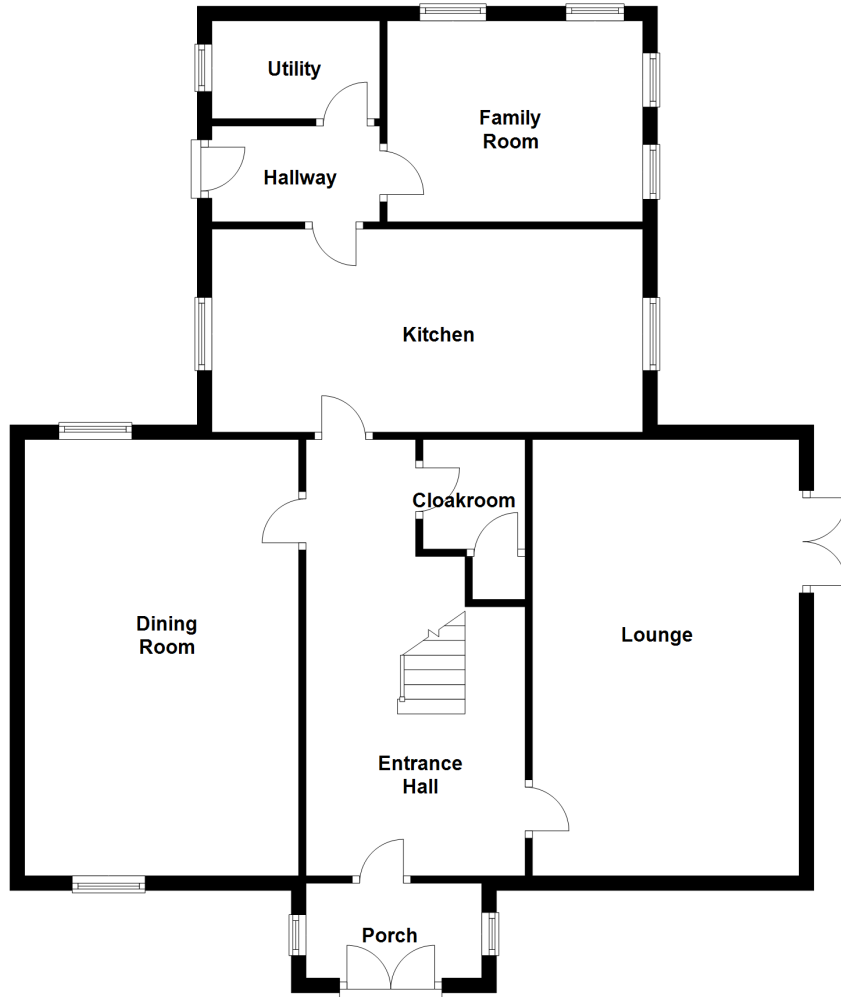 Utility
Family
Room
Hallway
Kitchen
Cloakroom
Dining
Room
Lounge
Entrance
Hall
Porch